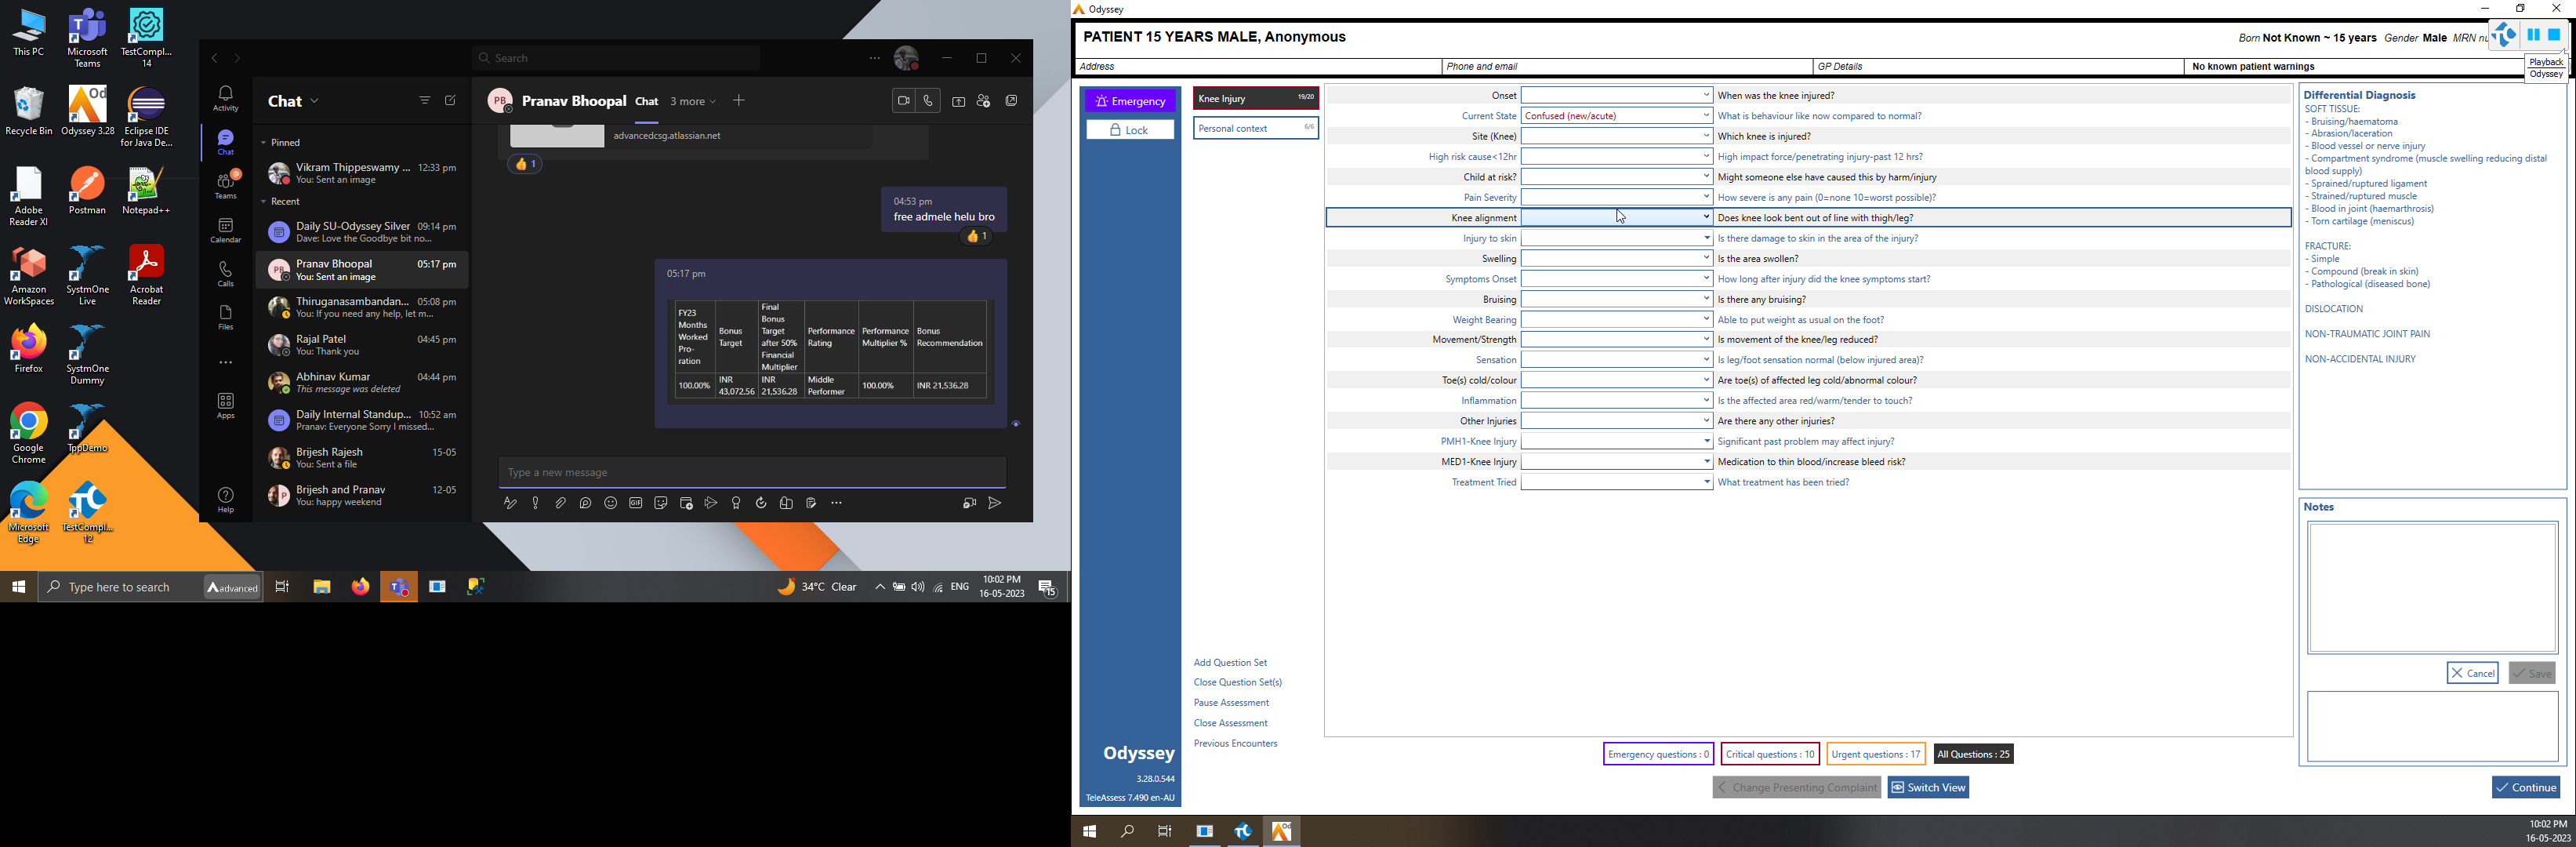 This PC
Microsoft
Teams
TestCompl...
14
Recycle Bin
Odyssey 3.28
Eclipse IDE
for Java De...
Adobe
Reader XI
Postman
Notepad++
Amazon
WorkSpaces
SystmOne
Live
Acrobat
Reader
Firefox
SystmOne
Dummy
Google
Chrome
TppDemo
Microsoft
Edge
TestCompl...
12
Search
Activity
Chat
Teams
Calendar
Calls
Files
Apps
Help
Chat
Pinned
Vikram Thippeswamy ... 12:33 pm
You: Sent an image
Recent
Daily SU-Odyssey Silver 09:14 pm
Dave: Love the Goodbye bit no...
PB Pranav Bhoopal 05:17 pm
You: Sent an image
Thiruganasambandan... 05:08 pm
You: If you need any help, let m...
Rajal Patel 04:45 pm
You: Thank you
Abhinav Kumar 04:44 pm
This message was deleted
Daily Internal Standup... 10:52 am
Pranav: Everyone Sorry I missed...
Brijesh Rajesh 15-05
You: Sent a file
Brijesh and Pranav 12-05
You: happy weekend
PB Pranav Bhoopal Chat 3 more
advancedcsg.atlassian.net
1
04:53 pm
free admele helu bro
1
05:17 pm
FY23 Months Worked Pro-ration
Bonus Target
Final Bonus Target after 50% Financial Multiplier
Performance Rating
Performance Multiplier %
Bonus Recommendation
100.00% INR 43,072.56 INR 21,536.28 Middle Performer 100.00% INR 21,536.28
Type a new message
Type here to search
advanced
34°C Clear
ENG
10:02 PM
16-05-2023
15
Odyssey
PATIENT 15 YEARS MALE, Anonymous
Born Not Known ~ 15 years Gender Male MRN nu
Playback
Odyssey
Address
Phone and email
GP Details
No known patient warnings
Emergency
Lock
Knee Injury 19/20
Personal context 6/6
Onset When was the knee injured?
Current State Confused (new/acute) What is behaviour like now compared to normal?
Site (Knee) Which knee is injured?
High risk cause<12hr High impact force/penetrating injury-past 12 hrs?
Child at risk? Might someone else have caused this by harm/injury
Pain Severity How severe is any pain (0=none 10=worst possible)?
Knee alignment Does knee look bent out of line with thigh/leg?
Injury to skin Is there damage to skin in the area of the injury?
Swelling Is the area swollen?
Symptoms Onset How long after injury did the knee symptoms start?
Bruising Is there any bruising?
Weight Bearing Able to put weight as usual on the foot?
Movement/Strength Is movement of the knee/leg reduced?
Sensation Is leg/foot sensation normal (below injured area)?
Toe(s) cold/colour Are toe(s) of affected leg cold/abnormal colour?
Inflammation Is the affected area red/warm/tender to touch?
Other Injuries Are there any other injuries?
PMH1-Knee Injury Significant past problem may affect injury?
MED1-Knee Injury Medication to thin blood/increase bleed risk?
Treatment Tried What treatment has been tried?
Differential Diagnosis
SOFT TISSUE:
- Bruising/haematoma
- Abrasion/laceration
- Blood vessel or nerve injury
- Compartment syndrome (muscle swelling reducing distal
blood supply)
- Sprained/ruptured ligament
- Strained/ruptured muscle
- Blood in joint (haemarthrosis)
- Torn cartilage (meniscus)
FRACTURE:
- Simple
- Compound (break in skin)
- Pathological (diseased bone)
DISLOCATION
NON-TRAUMATIC JOINT PAIN
NON-ACCIDENTAL INJURY
Notes
Cancel
Save
Add Question Set
Close Question Set(s)
Pause Assessment
Close Assessment
Previous Encounters
Odyssey
3.28.0.544
TeleAssess 7.490 en-AU
Emergency questions : 0
Critical questions : 10
Urgent questions : 17
All Questions : 25
Change Presenting Complaint
Switch View
Continue
10:02 PM
16-05-2023